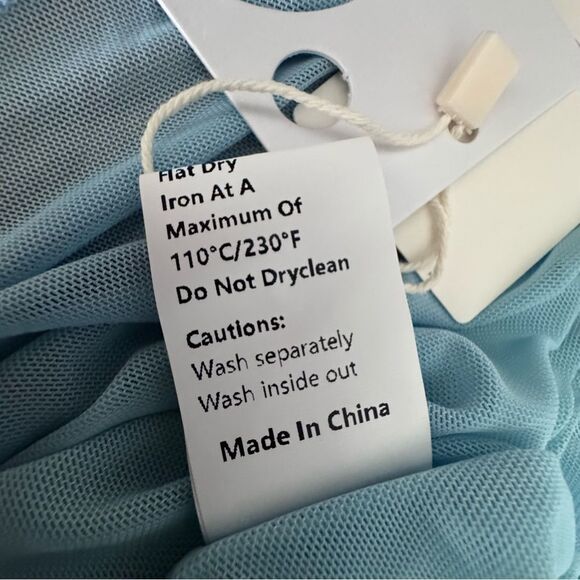 Flat Dry
Iron At A
Maximum Of
110°C/230°F
Do Not Dryclean
Cautions:
Wash separately
Wash inside out
Made In China